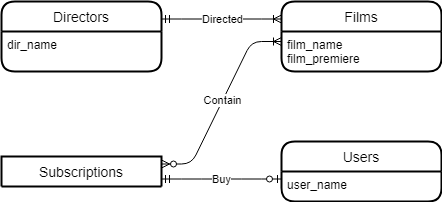 Directors
dir_name
Directed
Films
film_name
film_premiere
Contain
Subscriptions
Buy
Users
user_name